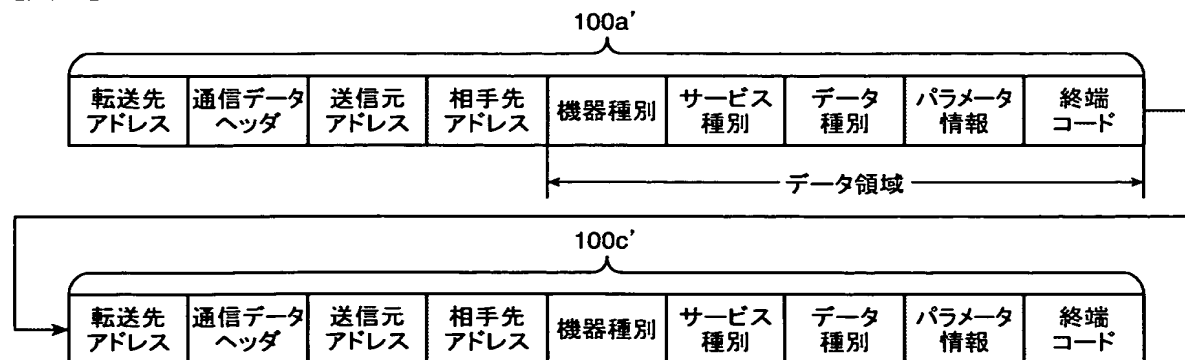 100a'
転送先
アドレス
通信データ
ヘッダ
送信元
アドレス
相手先
アドレス
機器種別
サービス
種別
データ
種別
パラメータ
情報
終端
コード
データ領域
100c'
転送先
アドレス
通信データ
ヘッダ
送信元
アドレス
相手先
アドレス
機器種別
サービス
種別
データ
種別
パラメータ
情報
終端
コード